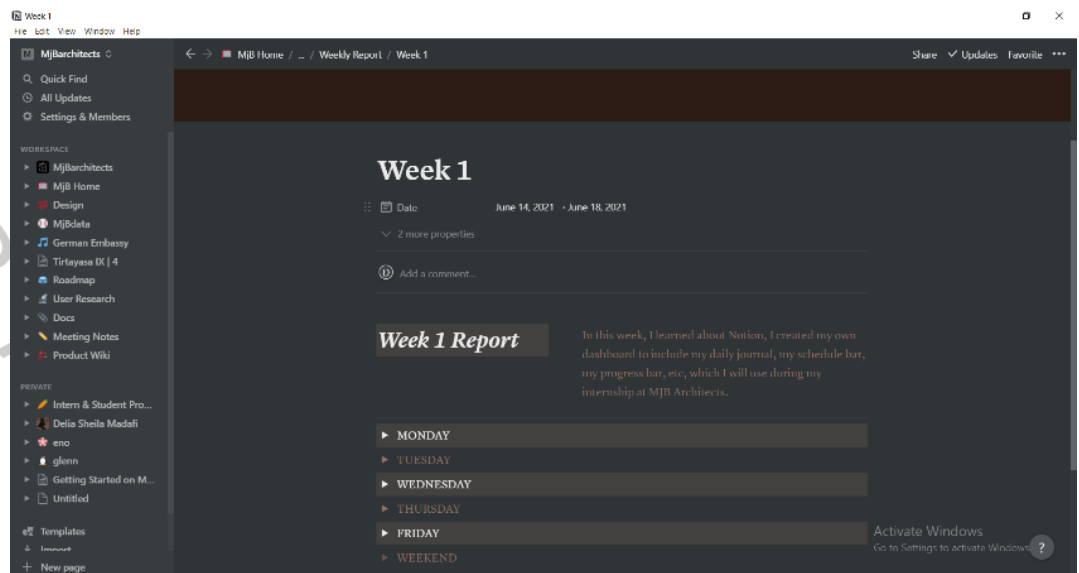 Week 1
File Edit View Window Help
MjBarchitects
MjB Home / ... / Weekly Report / Week 1
Share Updates Favorite
Quick Find
All Updates
Settings & Members
WORKSPACE
MjBarchitects
MjB Home
Design
MjBdata
German Embassy
Tirtayasa IX | 4
Roadmap
User Research
Docs
Meeting Notes
Product Wiki
PRIVATE
Intern & Student Pro...
Delia Sheila Madafi
eno
glenn
Getting Started on M...
Untitled
Templates
Import
New page
Week 1
Date June 14, 2021 → June 18, 2021
2 more properties
Add a comment...
Week 1 Report
In this week, I learned about Notion, I created my own
dashboard to include my daily journal, my schedule bar,
my progress bar, etc, which I will use during my
internship at MJB Architects.
MONDAY
TUESDAY
WEDNESDAY
THURSDAY
FRIDAY
WEEKEND
Activate Windows
Go to Settings to activate Windows.
?